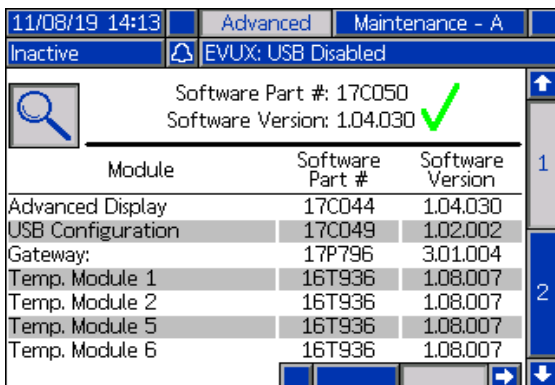 11/08/19 14:13 Advanced Maintenance - A
Inactive EVUX: USB Disabled
Software Part #: 17C050
Software Version: 1.04.030
Module Software Part # Software Version
Advanced Display 17C044 1.04.030
USB Configuration 17C049 1.02.002
Gateway: 17P796 3.01.004
Temp. Module 1 16T936 1.08.007
Temp. Module 2 16T936 1.08.007
Temp. Module 5 16T936 1.08.007
Temp. Module 6 16T936 1.08.007
1
2